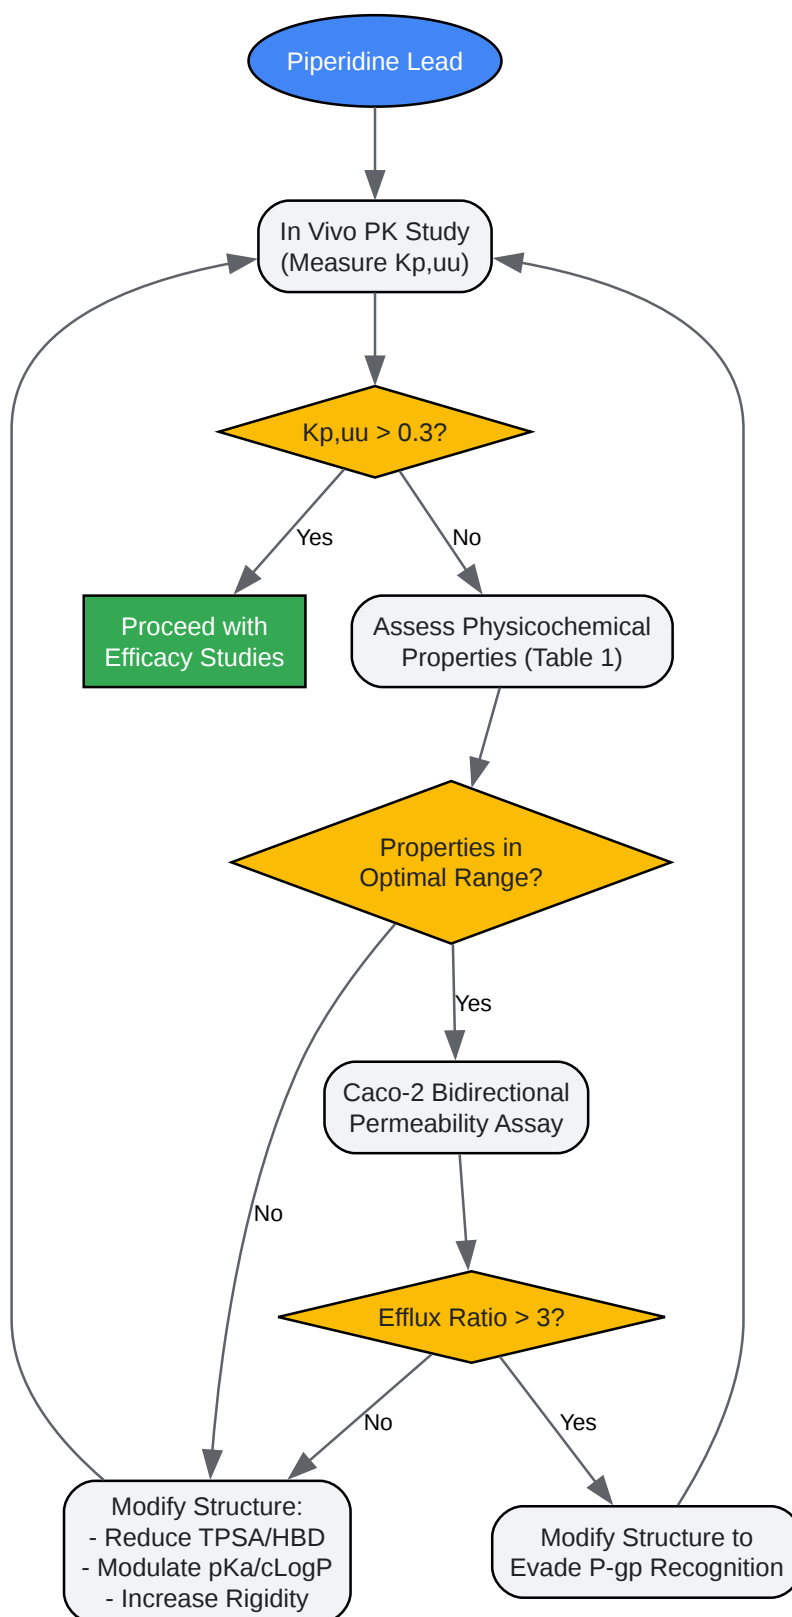 Piperidine Lead
In Vivo PK Study
(Measure Kp,uu)
Kp,uu > 0.3?
Yes
No
Proceed with
Efficacy Studies
Assess Physicochemical
Properties (Table 1)
Properties in
Optimal Range?
Yes
Caco-2 Bidirectional
Permeability Assay
No
Efflux Ratio > 3?
No
Yes
Modify Structure:
- Reduce TPSA/HBD
- Modulate pKa/cLogP
- Increase Rigidity
Modify Structure to
Evade P-gp Recognition